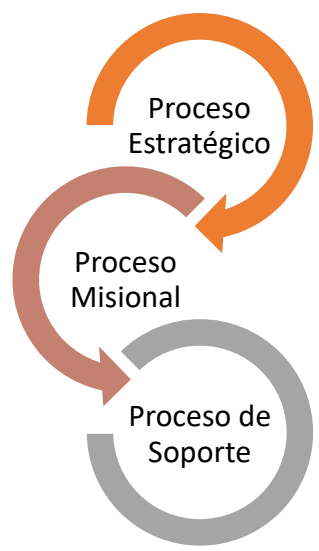 Proceso
Estratégico
Proceso
Misional
Proceso de
Soporte